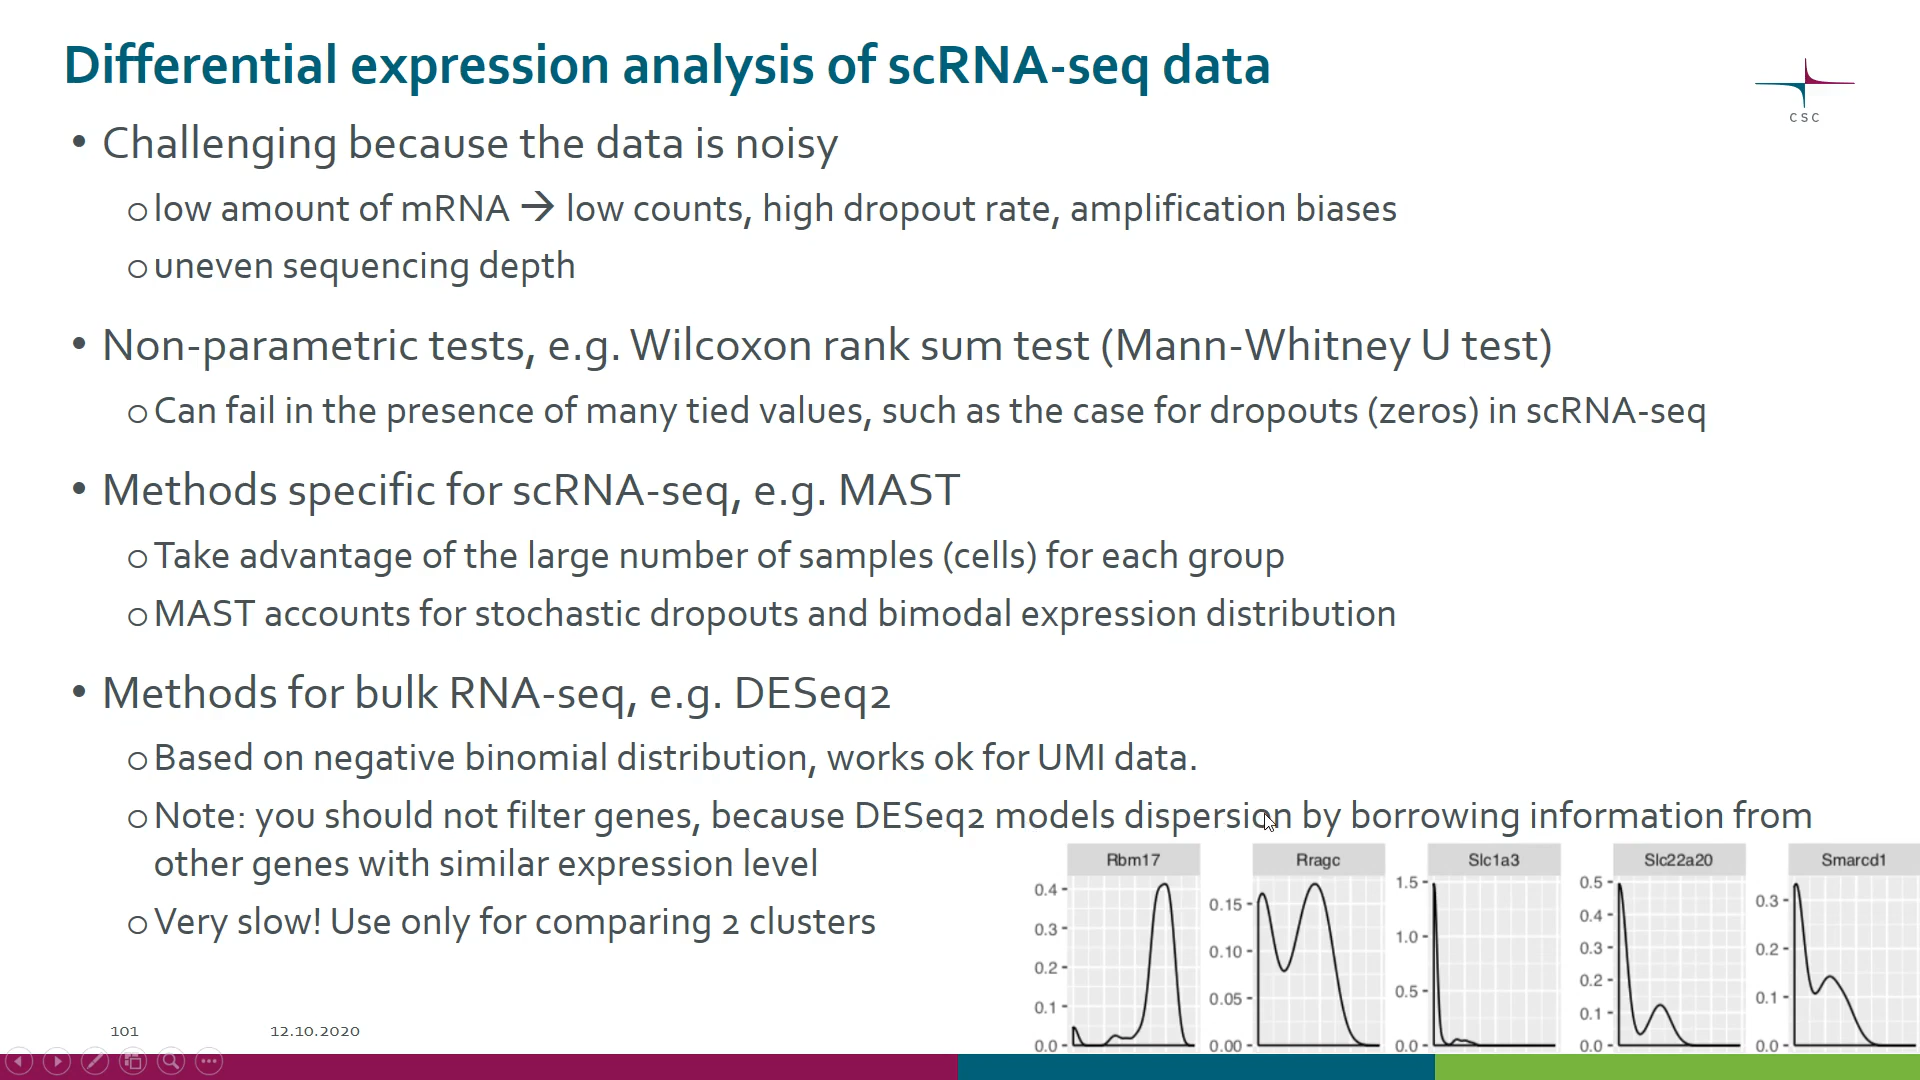 Differential expression analysis of scRNA-seq data
CSC
• Challenging because the data is noisy
o low amount of mRNA → low counts, high dropout rate, amplification biases
o uneven sequencing depth
• Non-parametric tests, e.g. Wilcoxon rank sum test (Mann-Whitney U test)
o Can fail in the presence of many tied values, such as the case for dropouts (zeros) in scRNA-seq
• Methods specific for scRNA-seq, e.g. MAST
o Take advantage of the large number of samples (cells) for each group
o MAST accounts for stochastic dropouts and bimodal expression distribution
• Methods for bulk RNA-seq, e.g. DESeq2
o Based on negative binomial distribution, works ok for UMI data.
o Note: you should not filter genes, because DESeq2 models dispersion by borrowing information from
other genes with similar expression level
o Very slow! Use only for comparing 2 clusters
Rbm17
0.4
0.3
0.2
0.1
0.0
Rragc
0.15
0.10
0.05
0.00
Slc1a3
1.5
1.0
0.5
0.0
Slc22a20
0.5
0.4
0.3
0.2
0.1
0.0
Smarcd1
0.3
0.2
0.1
0.0
101 12.10.2020